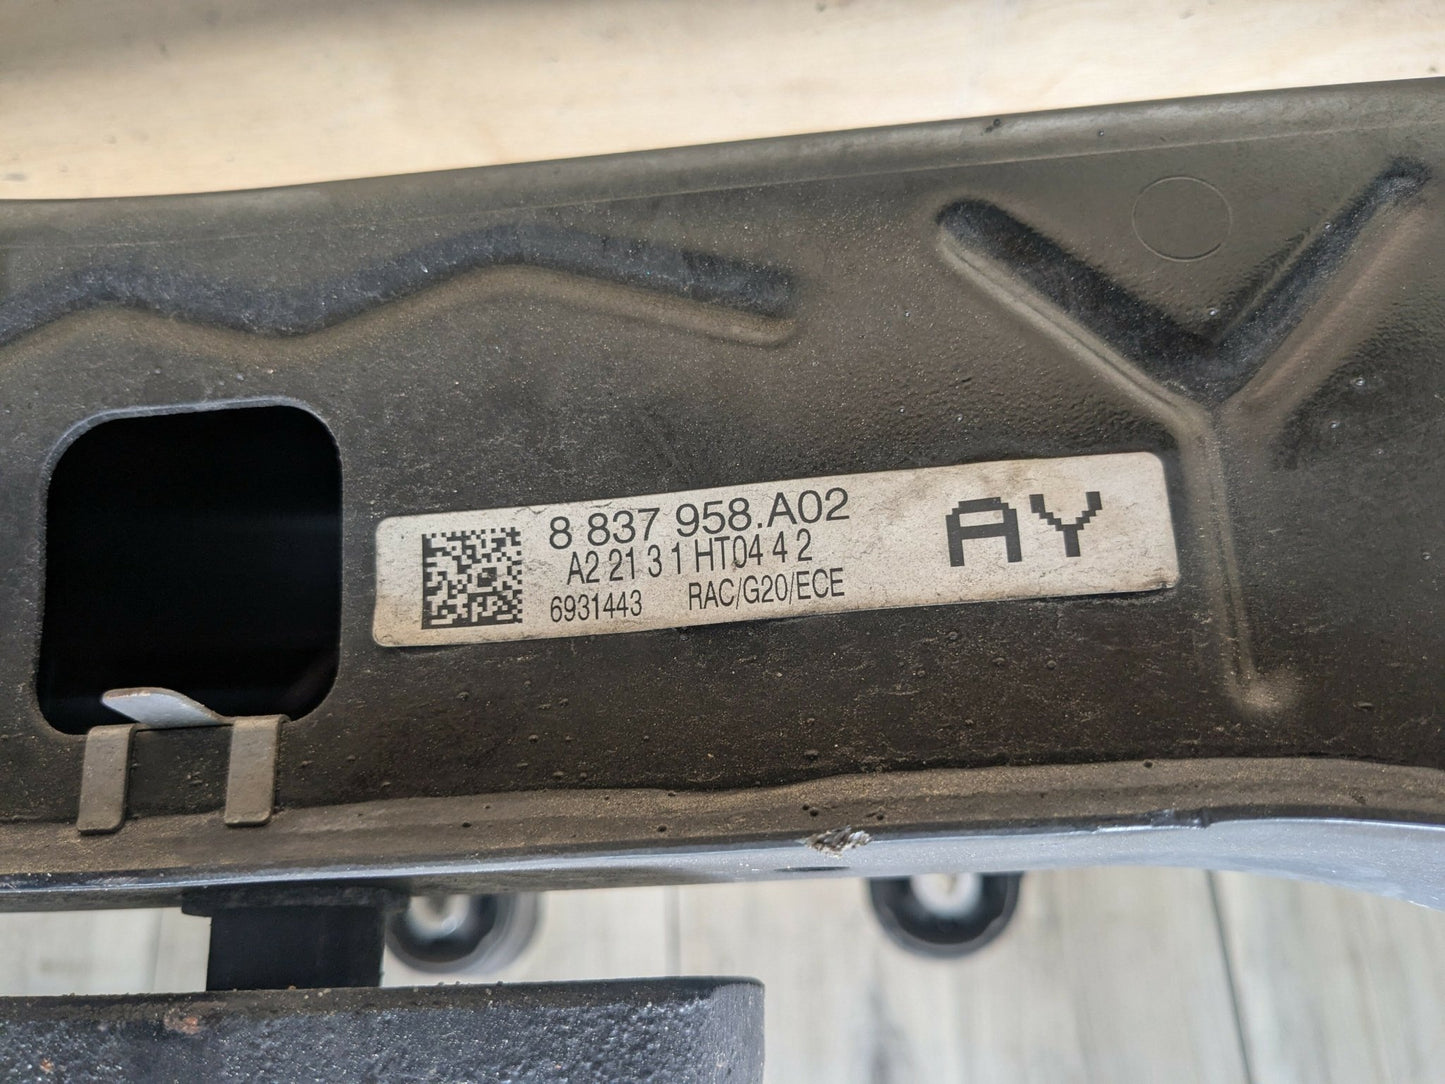 8 837 958.A02
A2 21 3 1 HT04 4 2
6931443 RAC/G20/ECE
AY